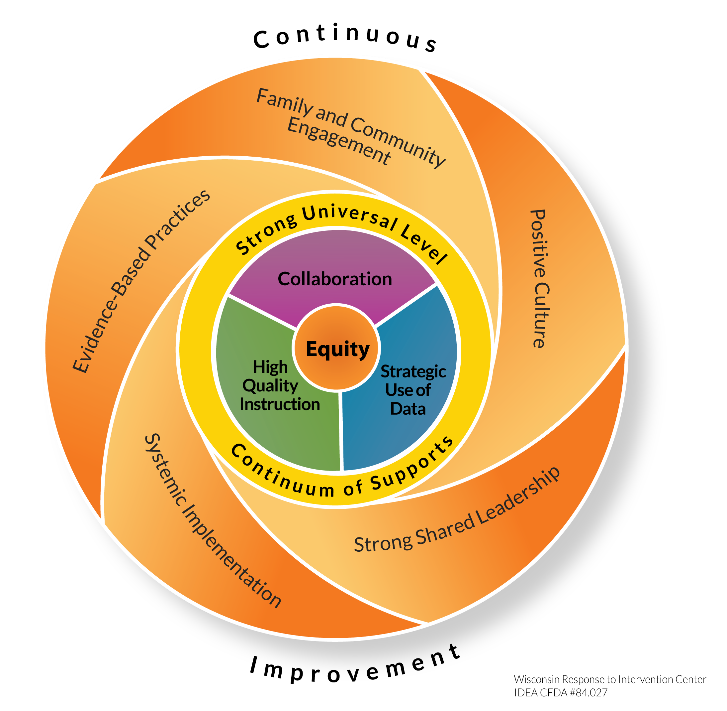 Continuous
Family and Community
Engagement
Positive Culture
Evidence-Based Practices
Strong Universal Level
Collaboration
Equity
High
Quality
Instruction
Strategic
Use of
Data
Continuum of Supports
Systemic Implementation
Strong Shared Leadership
Improvement
Wisconsin Response to Intervention Center
IDEA CFDA #84.027